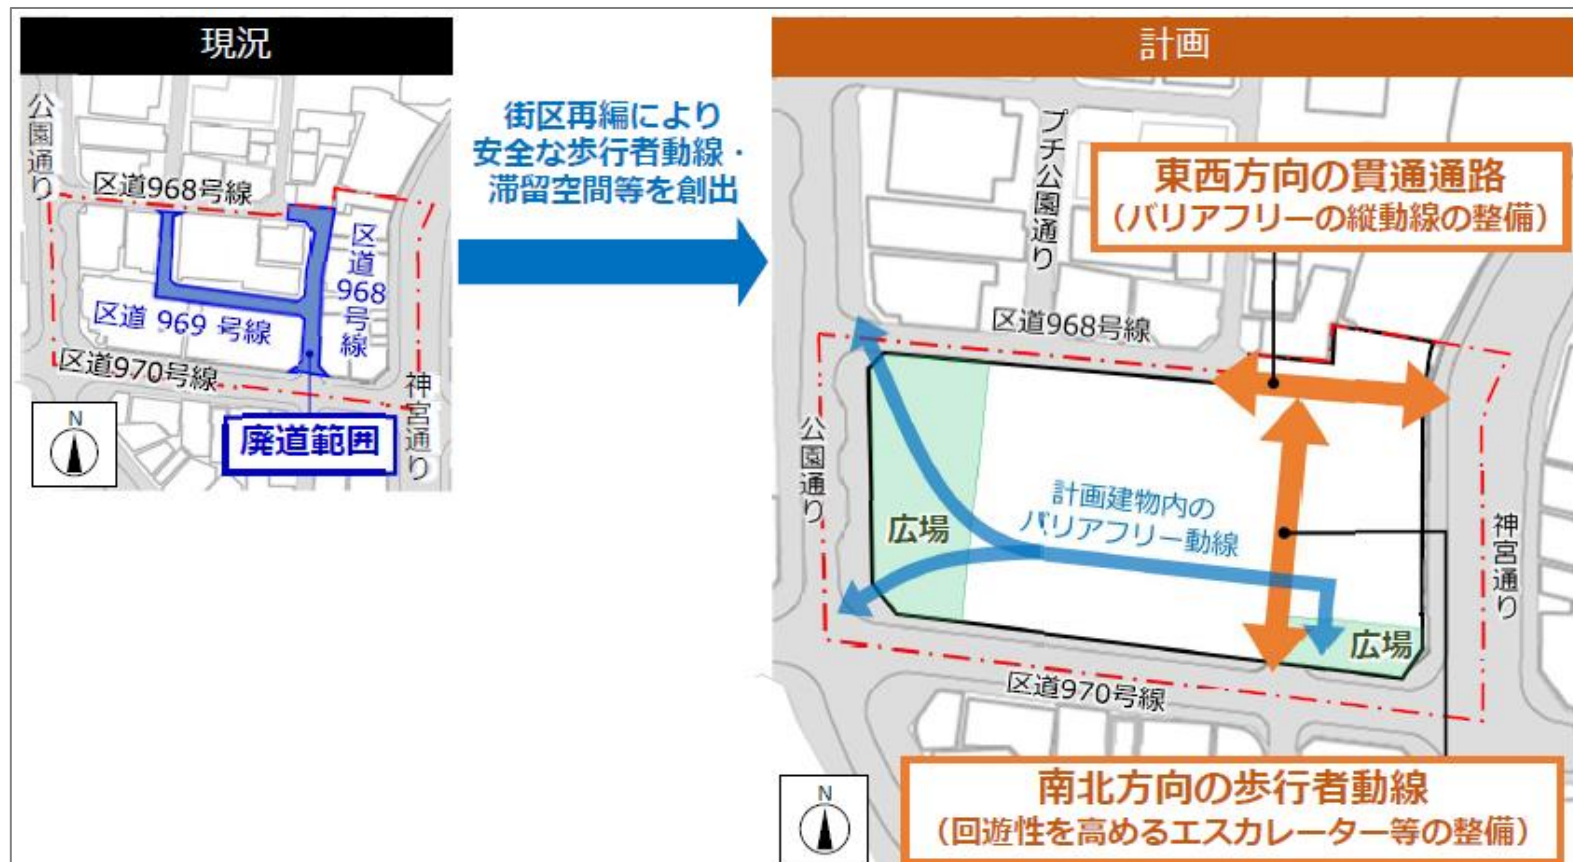 現況
公園通り
区道968号線
区道968号線
区道 969 号線
区道970号線
神宮通り
廃道範囲
N
街区再編により
安全な歩行者動線・
滞留空間等を創出
計画
プチ公園通り
東西方向の貫通通路
（バリアフリーの縦動線の整備）
区道968号線
公園通り
広場
計画建物内の
バリアフリー動線
神宮通り
広場
区道970号線
N
南北方向の歩行者動線
（回遊性を高めるエスカレーター等の整備）